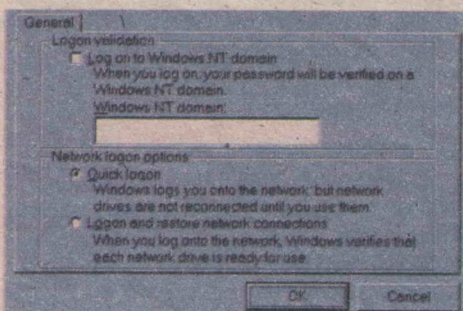 General
Logon validation
Log on to Windows NT domain
When you log on, your password will be verified on a
Windows NT domain.
Windows NT domain:
Network logon options
Quick logon
Windows logs you onto the network, but network
drives are not reconnected until you use them.
Logon and restore network connections
When you log onto the network, Windows verifies that
each network drive is ready for use.
OK
Cancel